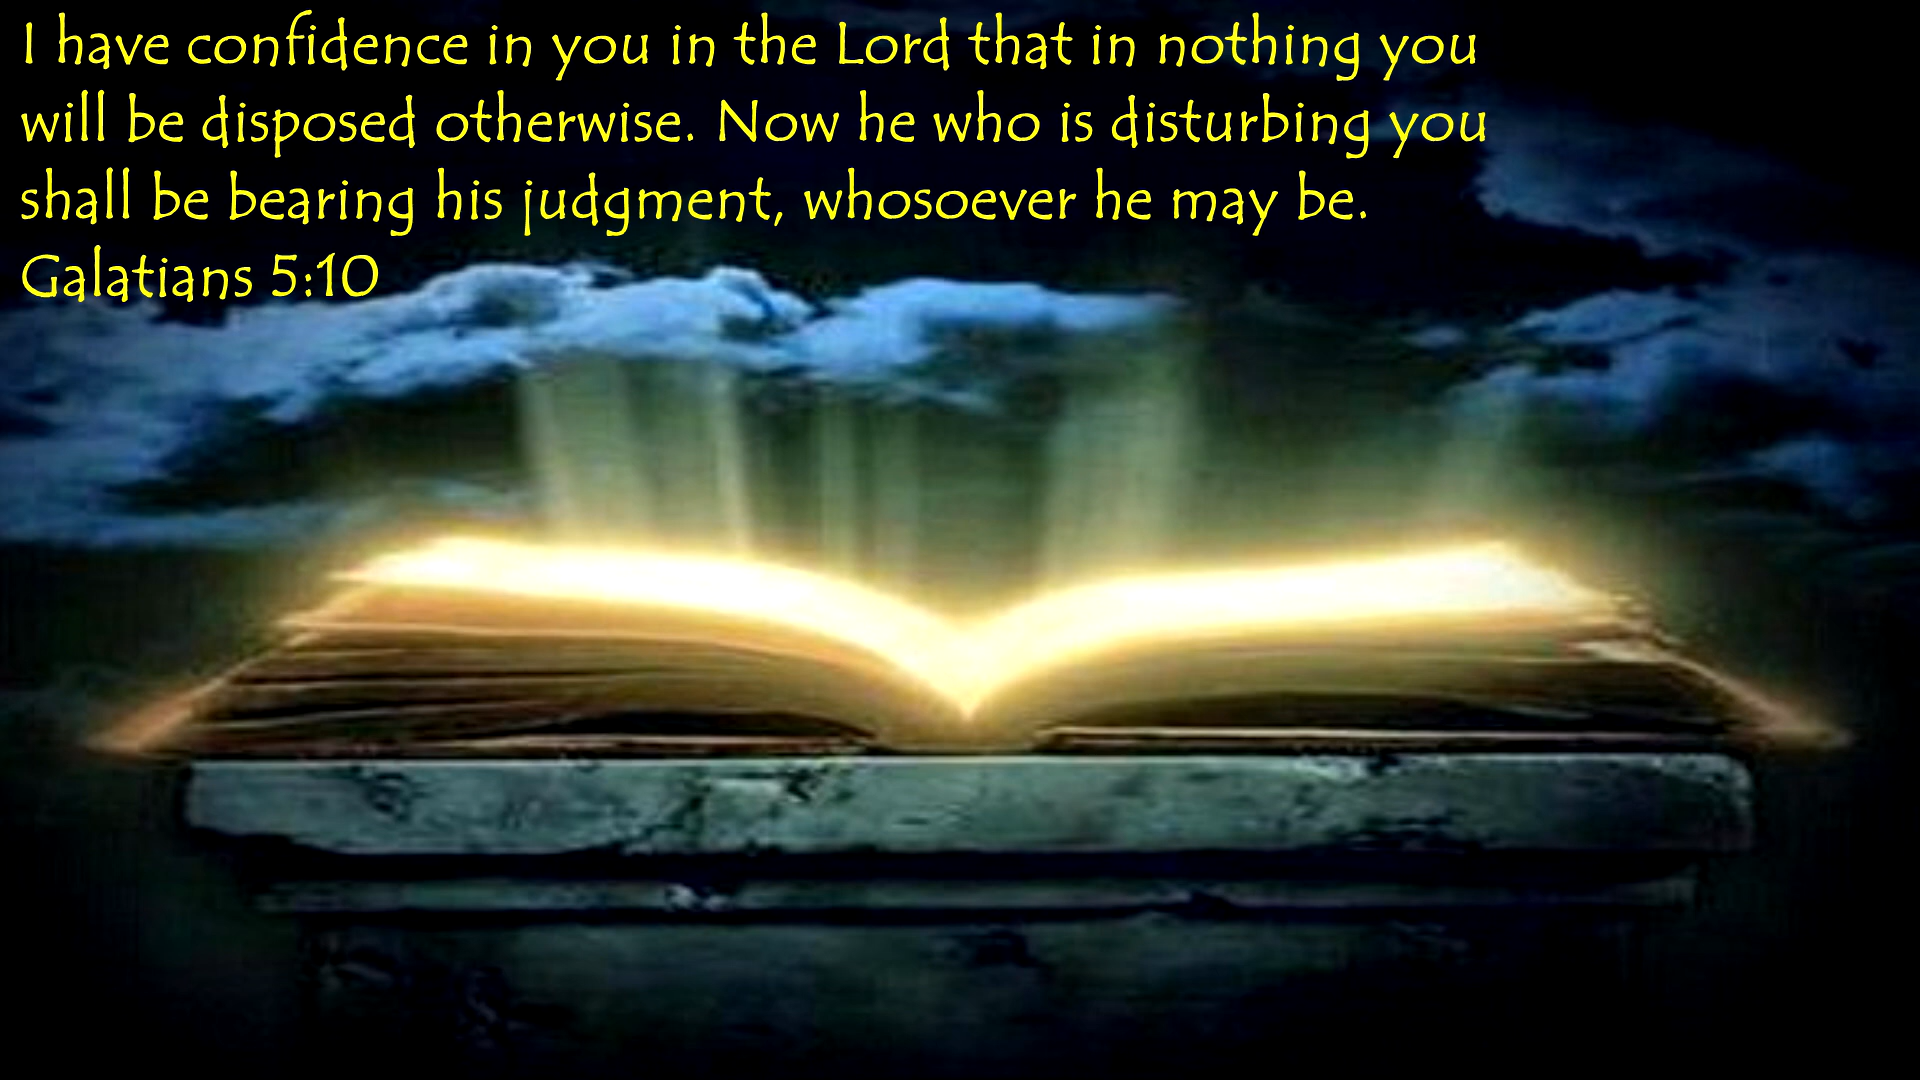 I have confidence in you in the Lord that in nothing you
will be disposed otherwise. Now he who is disturbing you
shall be bearing his judgment, whosoever he may be.
Galatians 5:10